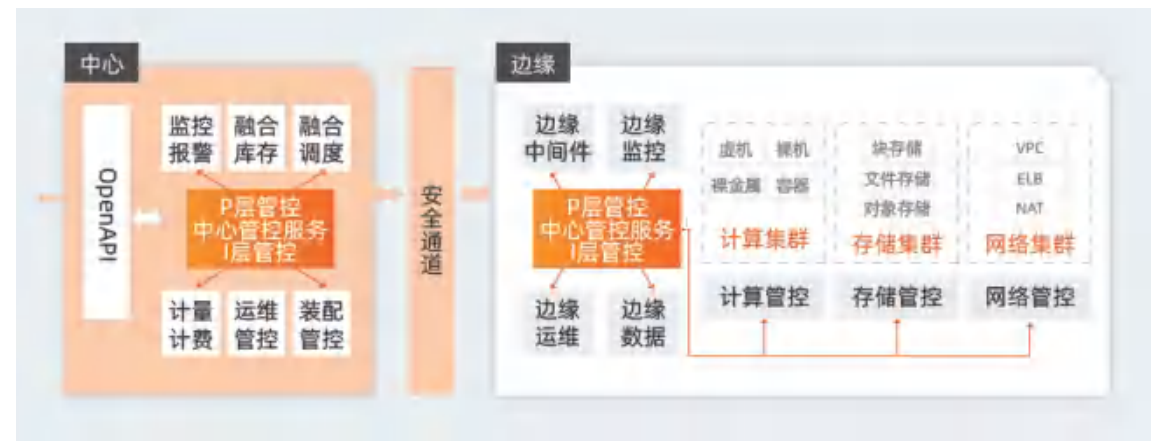 中心
OpenAPI
监控
报警
融合
库存
融合
调度
P层管控
中心管控服务
I层管控
计量
计费
运维
管控
装配
管控
安全通道
边缘
边缘
中间件
边缘
监控
P层管控
中心管控服务
I层管控
边缘
运维
边缘
数据
虚机 裸机
裸金属 容器
计算集群
块存储
文件存储
对象存储
存储集群
VPC
ELB
NAT
网络集群
计算管控
存储管控
网络管控